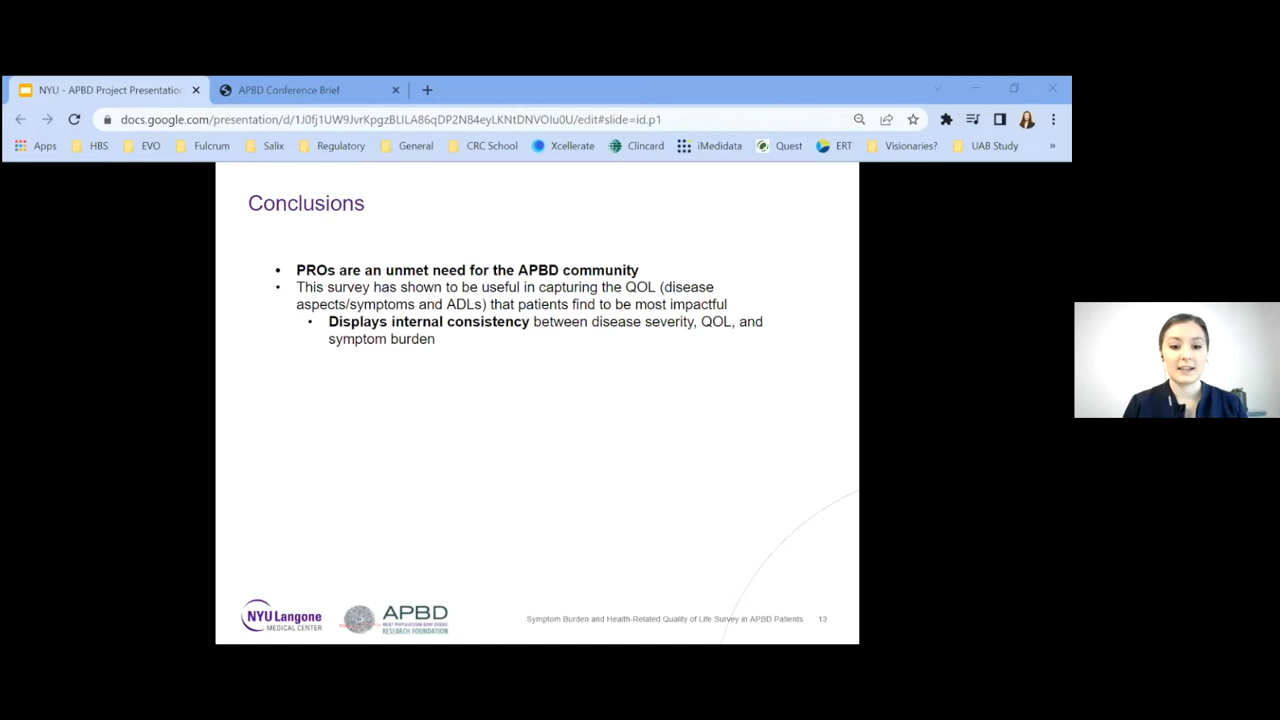 NYU - APBD Project Presentation
APBD Conference Brief
docs.google.com/presentation/d/1J0fj1UW9JvrKpgzBLILA86qDP2N84eyLKNtDNVOIu0U/edit#slide=id.p1
Apps HBS EVO Fulcrum Salix Regulatory General CRC School Xcellerate Clincard iMedidata Quest ERT Visionaries? UAB Study »
Conclusions
• PROs are an unmet need for the APBD community
• This survey has shown to be useful in capturing the QOL (disease
aspects/symptoms and ADLs) that patients find to be most impactful
• Displays internal consistency between disease severity, QOL, and
symptom burden
NYU Langone
MEDICAL CENTER
APBD
ADULT POLYGLUCOSAN BODY DISEASE
RESEARCH FOUNDATION
Symptom Burden and Health-Related Quality of Life Survey in APBD Patients 13